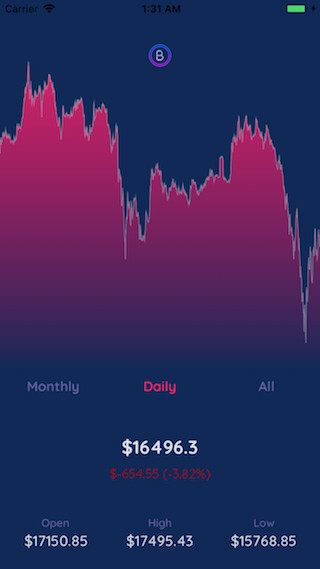 Carrier 1:31 AM
B
Monthly Daily All
$16496.3
$-654.55 (-3.82%)
Open High Low
$17150.85 $17495.43 $15768.85